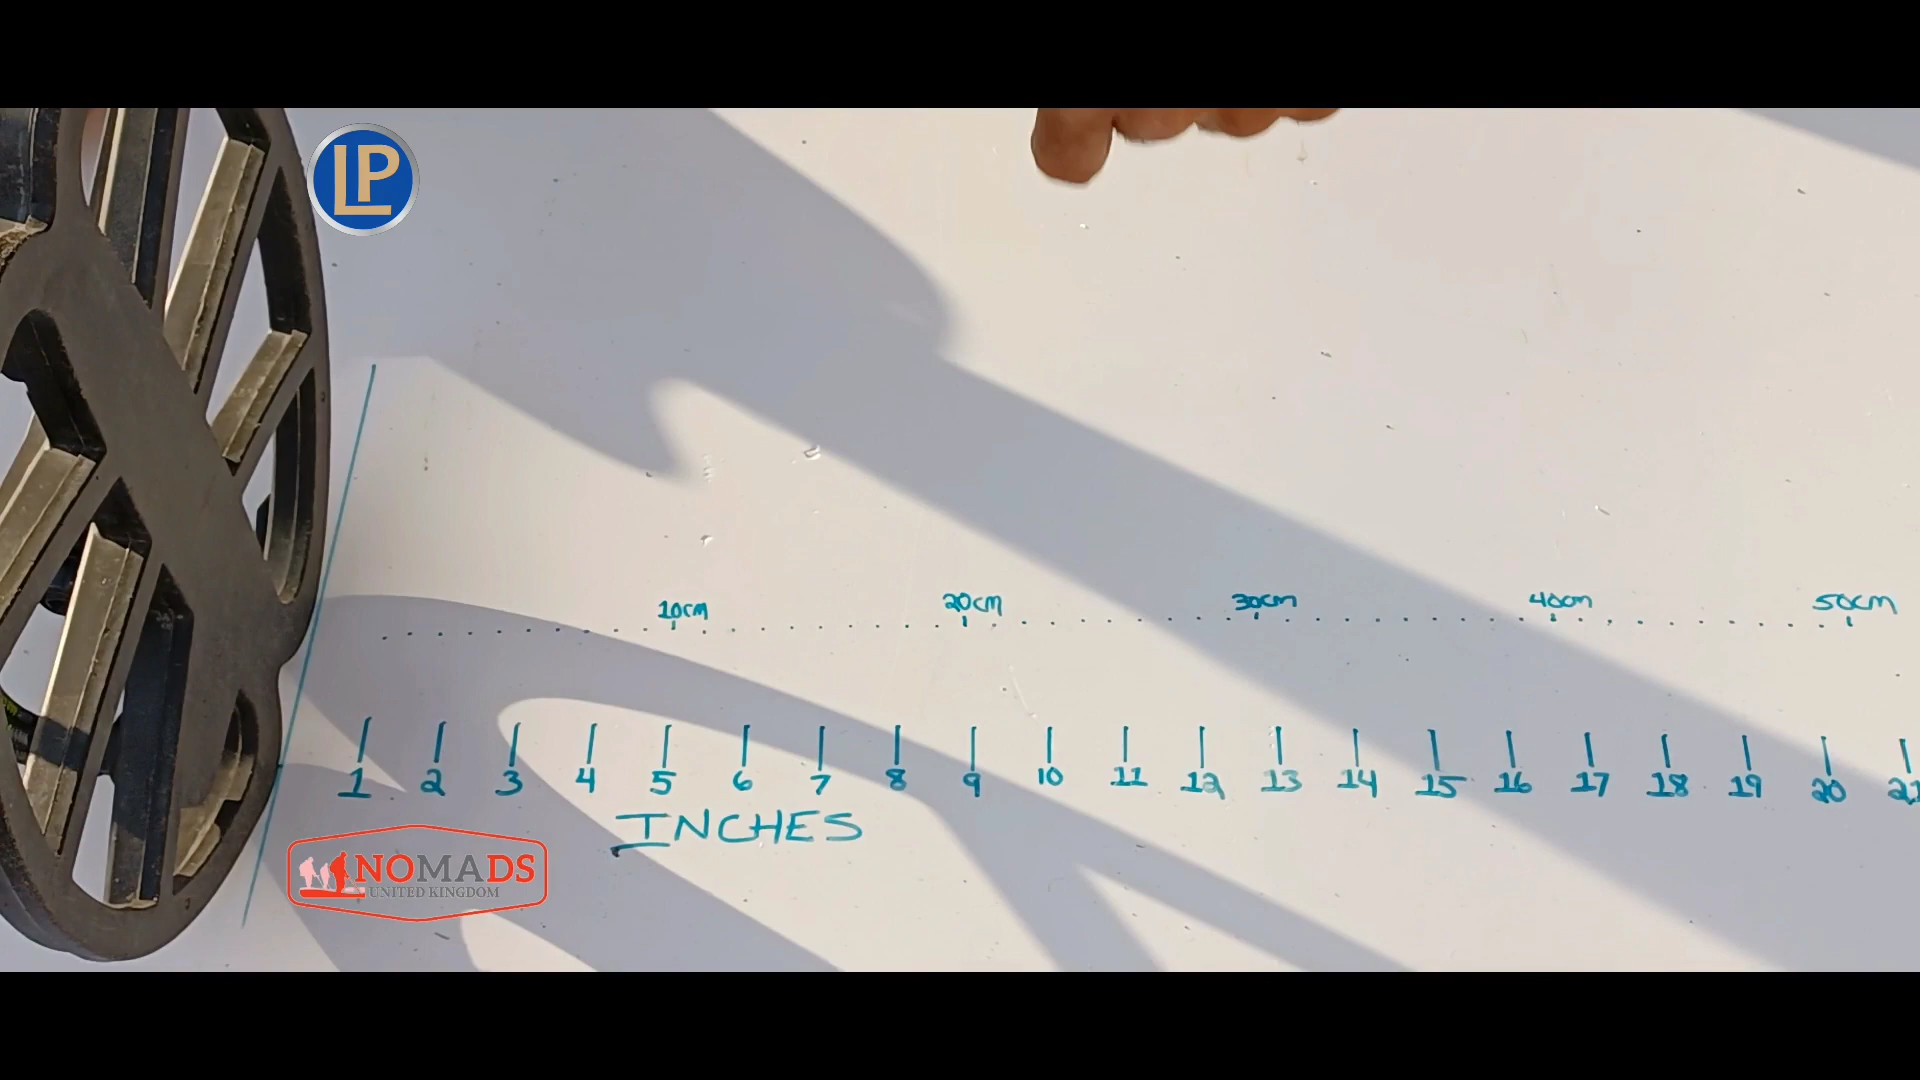 LP
10cm 20cm 30cm 40cm 50cm
1 2 3 4 5 6 7 8 9 10 11 12 13 14 15 16 17 18 19 20 21
INCHES
NOMADS
UNITED KINGDOM